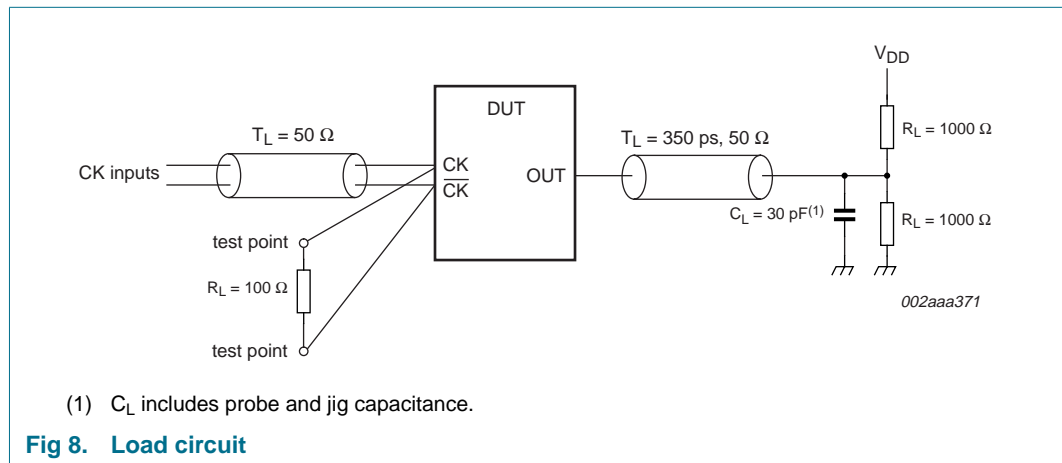 V_DD
DUT
R_L = 1000 Ω
T_L = 50 Ω
T_L = 350 ps, 50 Ω
CK inputs
CK
C̅K̅
OUT
C_L = 30 pF(1)
R_L = 1000 Ω
test point
R_L = 100 Ω
002aaa371
test point
(1) C_L includes probe and jig capacitance.
Fig 8. Load circuit